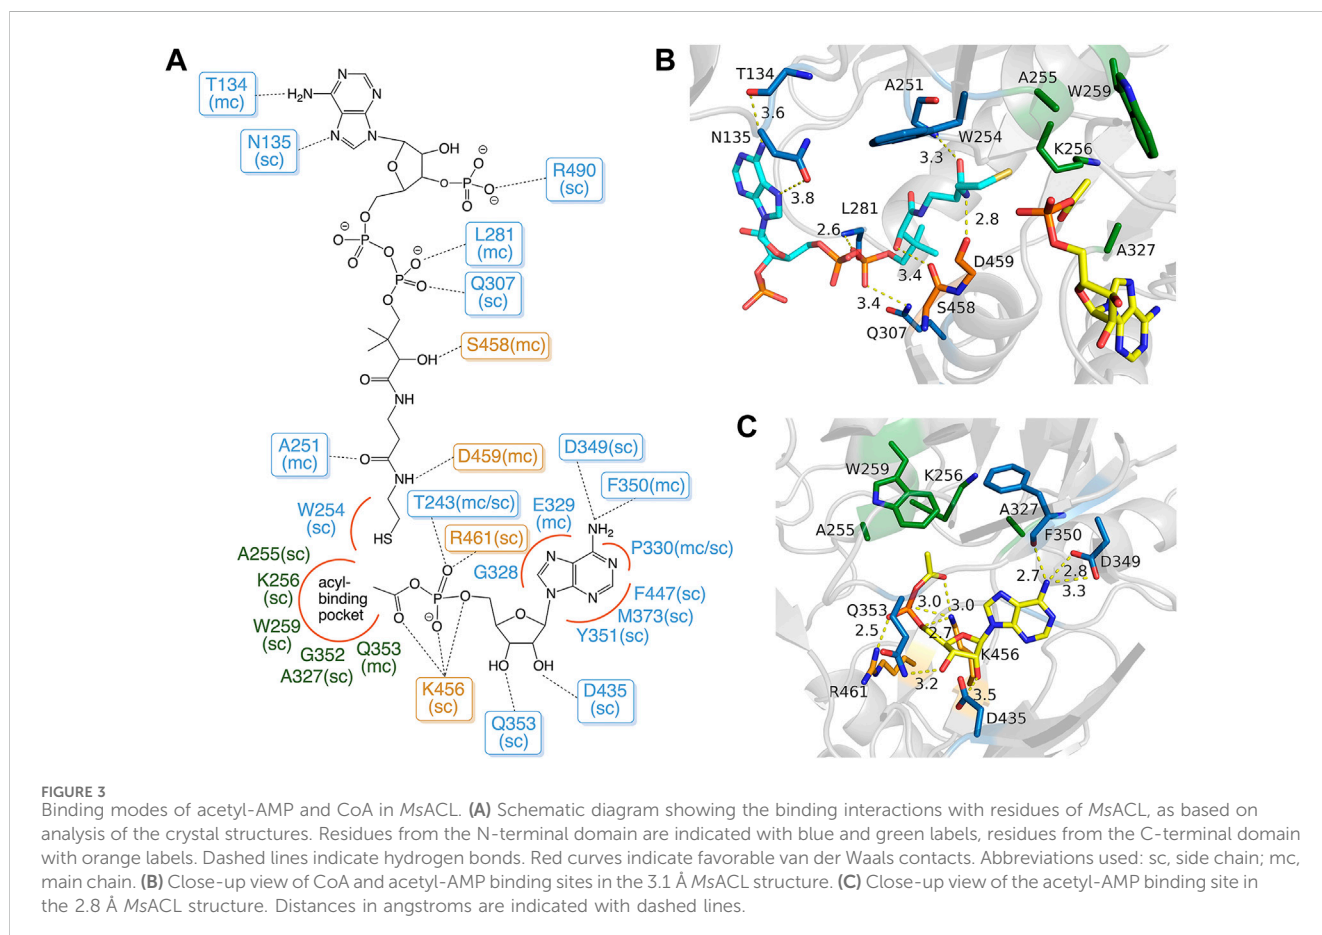 A
T134
(mc)
H₂N
N
N
N
N
N135
(sc)
O
OH
O
⊖
O
O
P
O
O
⊖
R490
(sc)
O
⊖
O
P
O
O
O
⊖
L281
(mc)
P
O
O
Q307
(sc)
S458(mc)
OH
O
NH
A251
(mc)
O
NH
D459(mc)
D349(sc)
F350(mc)
T243(mc/sc)
W254
(sc)
HS
R461(sc)
E329
(mc)
NH₂
P330(mc/sc)
A255(sc)
K256
(sc)
acyl-
binding
pocket
G328
N
N
N
N
F447(sc)
M373(sc)
Y351(sc)
W259
(sc)
G352
A327(sc)
Q353
(mc)
O
O
O
P
O
O
⊖
O
HO
OH
K456
(sc)
Q353
(sc)
D435
(sc)
B
T134
3.6
N135
3.8
A251
W254
3.3
A255
W259
K256
L281
2.6
2.8
3.4
D459
3.4
S458
Q307
A327
C
W259
K256
A255
A327
F350
D349
2.7
2.8
3.3
Q353
3.0
3.0
2.5
2.7
K456
R461
3.2
3.5
D435
FIGURE 3
Binding modes of acetyl-AMP and CoA in MsACL. (A) Schematic diagram showing the binding interactions with residues of MsACL, as based on
analysis of the crystal structures. Residues from the N-terminal domain are indicated with blue and green labels, residues from the C-terminal domain
with orange labels. Dashed lines indicate hydrogen bonds. Red curves indicate favorable van der Waals contacts. Abbreviations used: sc, side chain; mc,
main chain. (B) Close-up view of CoA and acetyl-AMP binding sites in the 3.1 Å MsACL structure. (C) Close-up view of the acetyl-AMP binding site in
the 2.8 Å MsACL structure. Distances in angstroms are indicated with dashed lines.